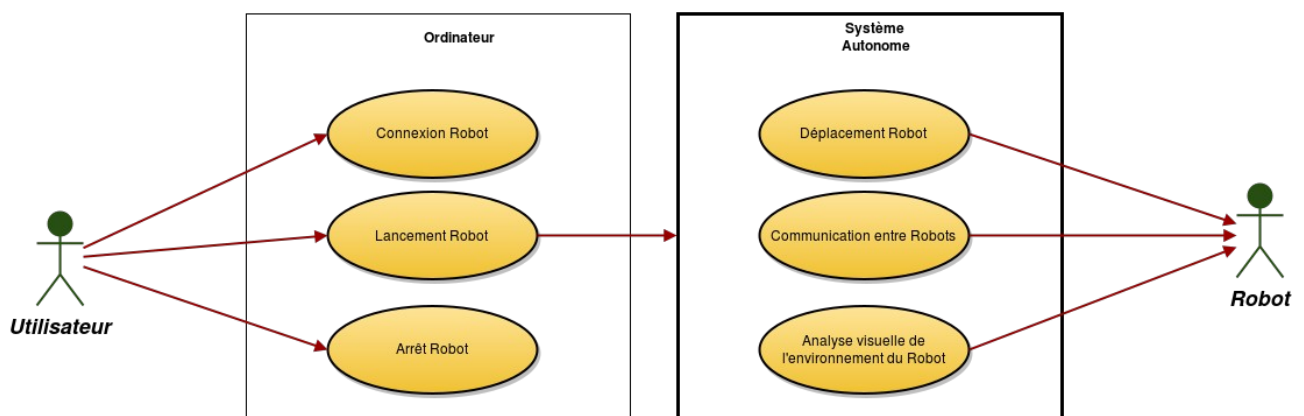 Ordinateur
Système
Autonome
Connexion Robot
Déplacement Robot
Lancement Robot
Communication entre Robots
Utilisateur
Robot
Arrêt Robot
Analyse visuelle de
l'environnement du Robot